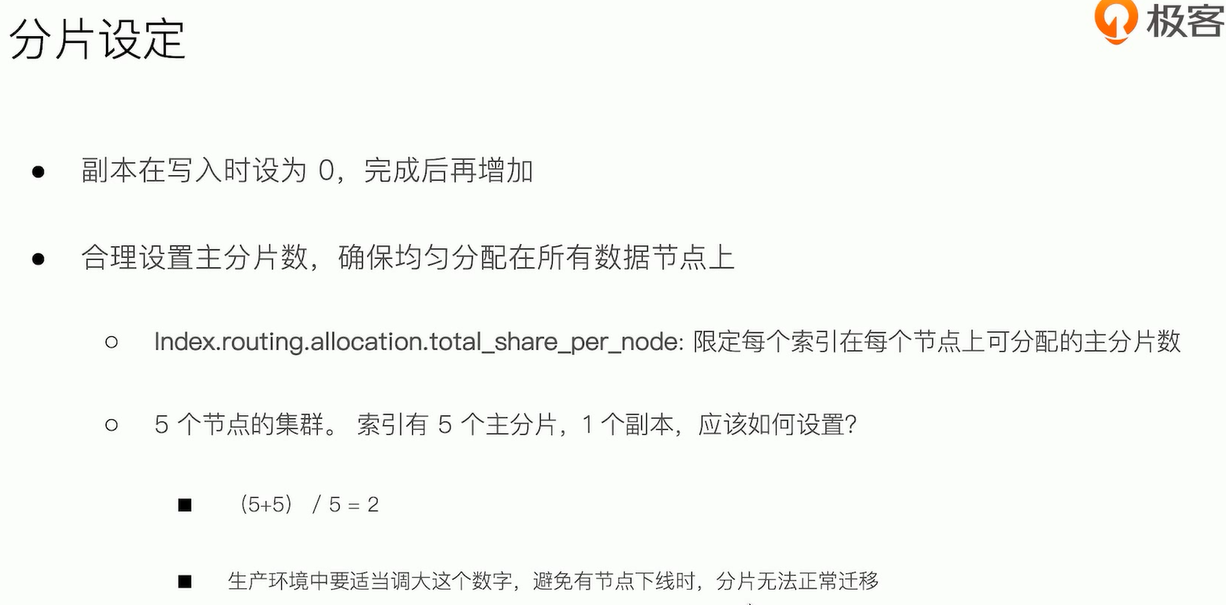 分片设定
极客
副本在写入时设为 0，完成后再增加
合理设置主分片数，确保均匀分配在所有数据节点上
Index.routing.allocation.total_share_per_node: 限定每个索引在每个节点上可分配的主分片数
5 个节点的集群。 索引有 5 个主分片，1 个副本，应该如何设置？
（5+5） / 5 = 2
生产环境中要适当调大这个数字，避免有节点下线时，分片无法正常迁移